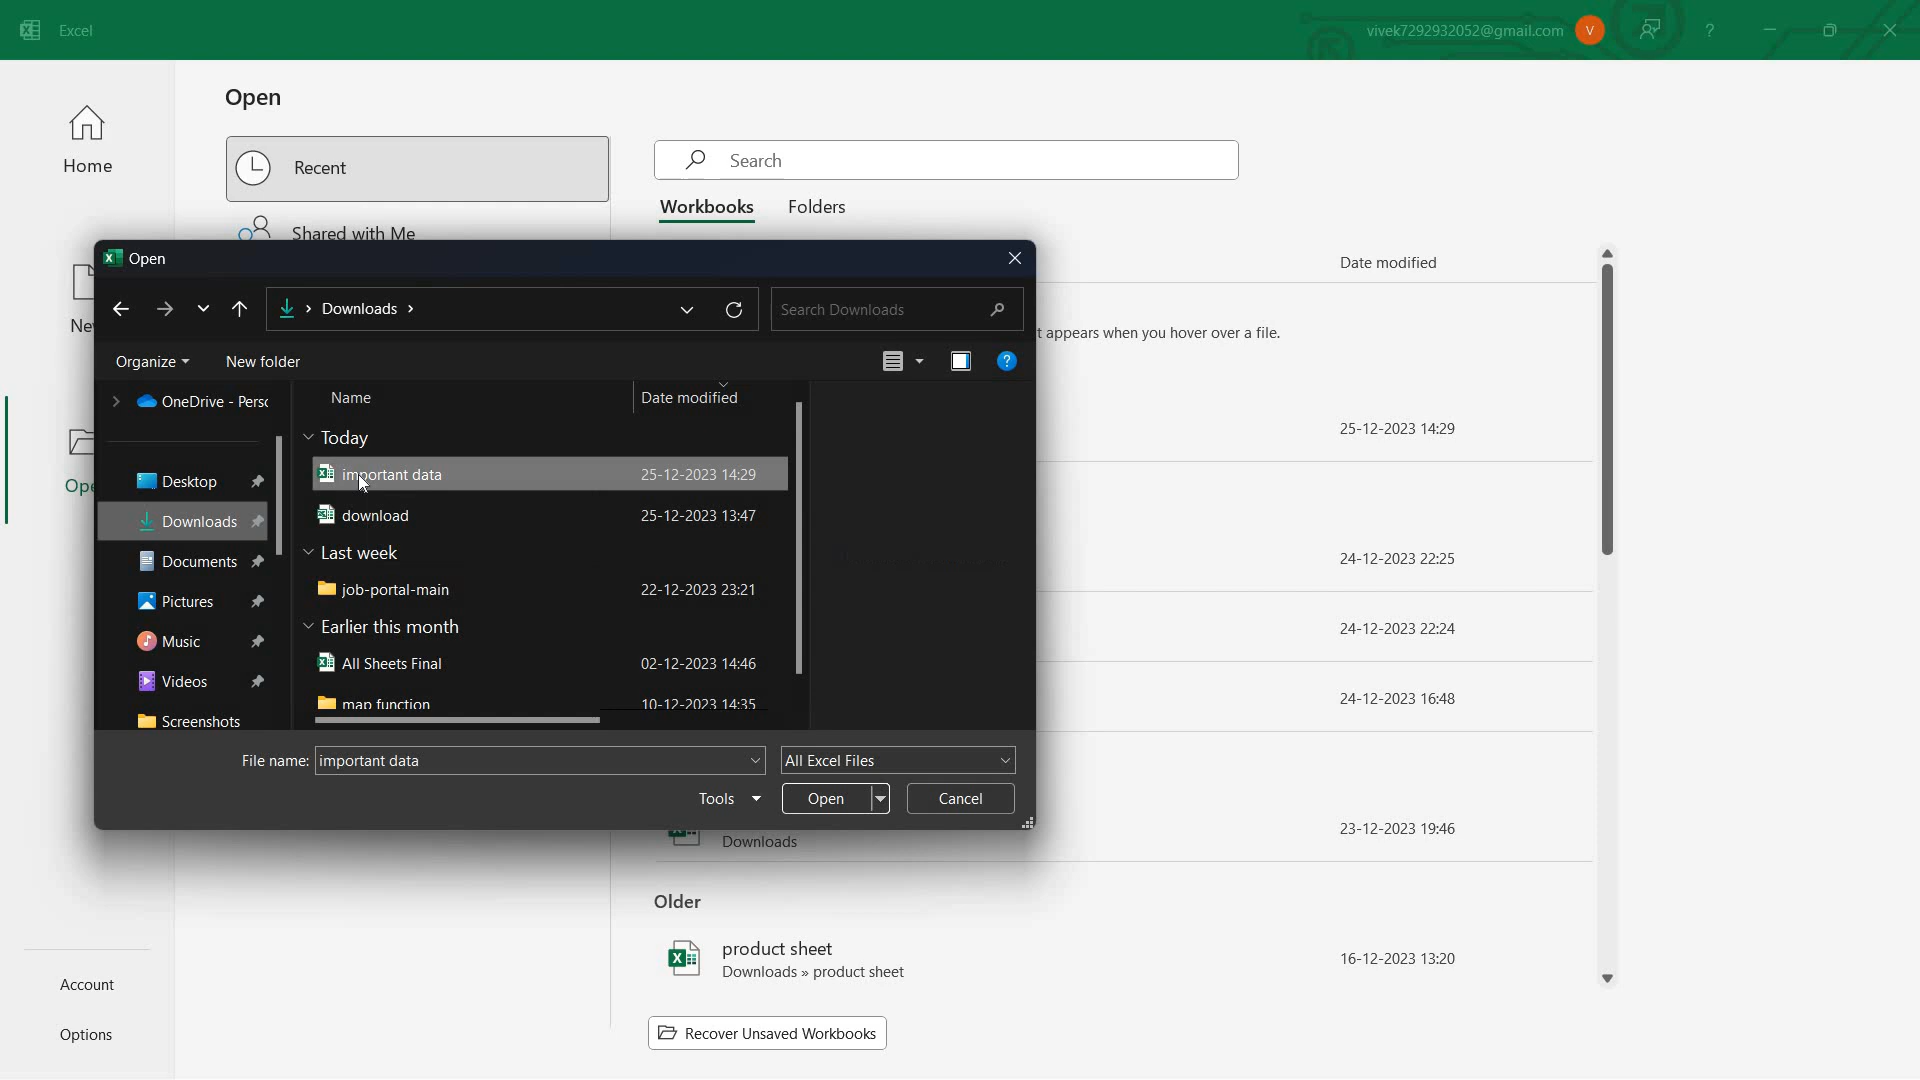 Excel
vivek7292932052@gmail.com
V
?
Home
Open
Recent
Shared with Me
Search
Workbooks
Folders
Date modified
t appears when you hover over a file.
25-12-2023 14:29
24-12-2023 22:25
24-12-2023 22:24
24-12-2023 16:48
23-12-2023 19:46
Downloads
Older
product sheet
Downloads » product sheet
16-12-2023 13:20
Recover Unsaved Workbooks
Account
Options
Open
Downloads
Search Downloads
Organize
New folder
?
OneDrive - Perso
Desktop
Downloads
Documents
Pictures
Music
Videos
Screenshots
Name
Date modified
Today
important data 25-12-2023 14:29
download 25-12-2023 13:47
Last week
job-portal-main 22-12-2023 23:21
Earlier this month
All Sheets Final 02-12-2023 14:46
map function 10-12-2023 14:35
File name: important data
All Excel Files
Tools
Open
Cancel